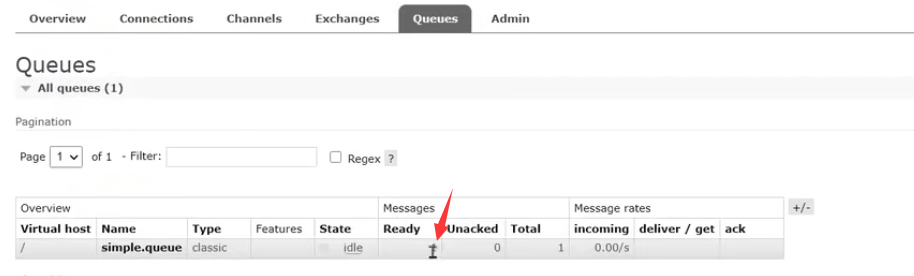 Overview Connections Channels Exchanges Queues Admin
Queues
All queues (1)
Pagination
Page 1 of 1 - Filter: Regex ?
Overview Messages Message rates +/-
Virtual host Name Type Features State Ready Unacked Total incoming deliver / get ack
/ simple.queue classic idle 0 1 0.00/s